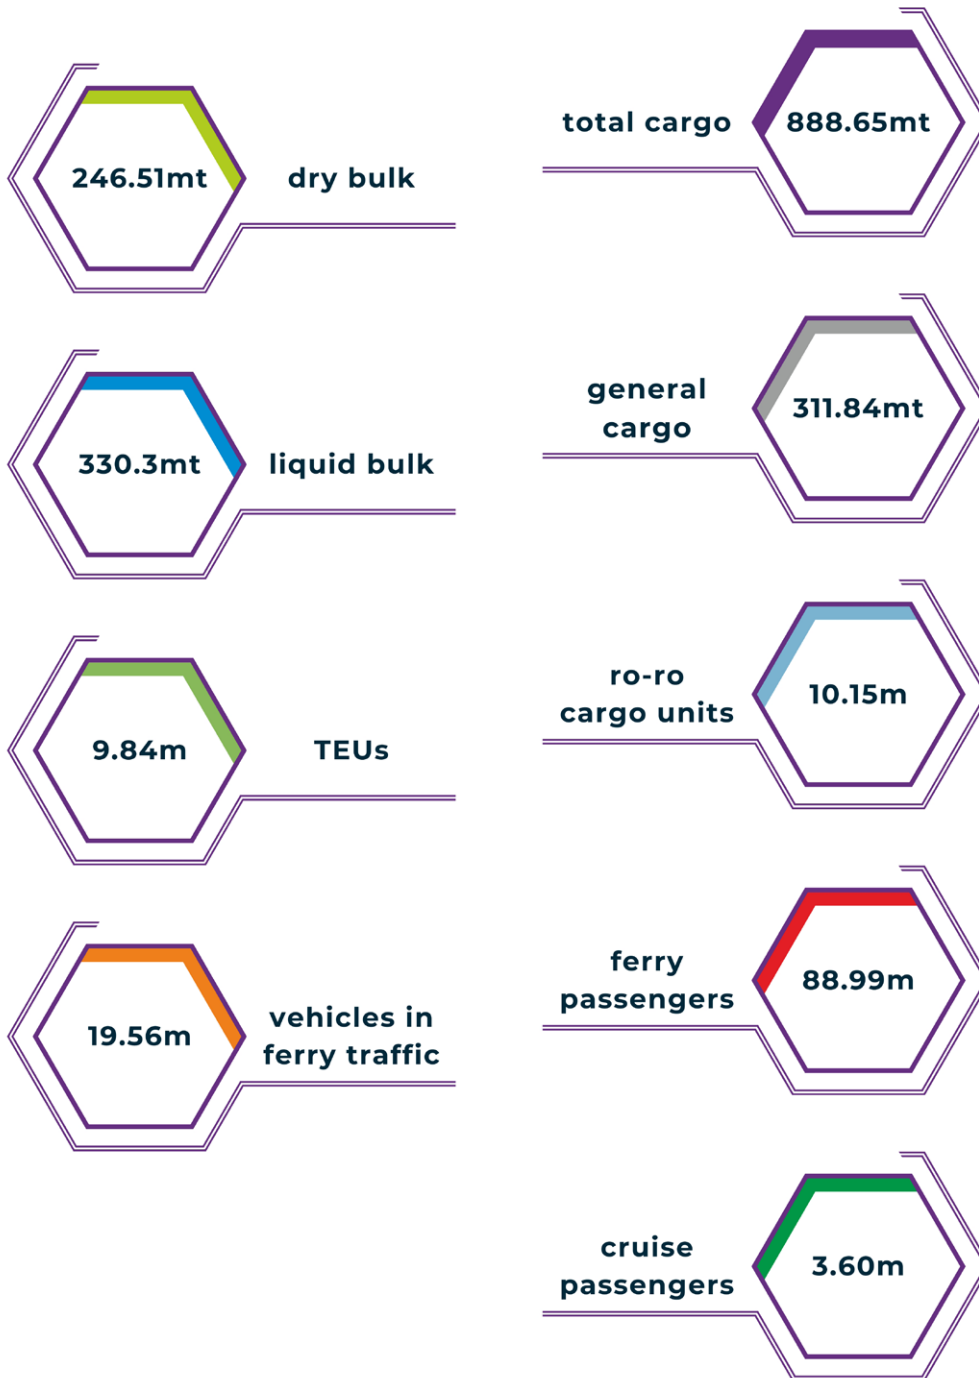 total cargo
888.65mt
246.51mt
dry bulk
general
cargo
311.84mt
330.3mt
liquid bulk
ro-ro
cargo units
10.15m
9.84m
TEUs
ferry
passengers
88.99m
19.56m
vehicles in
ferry traffic
cruise
passengers
3.60m